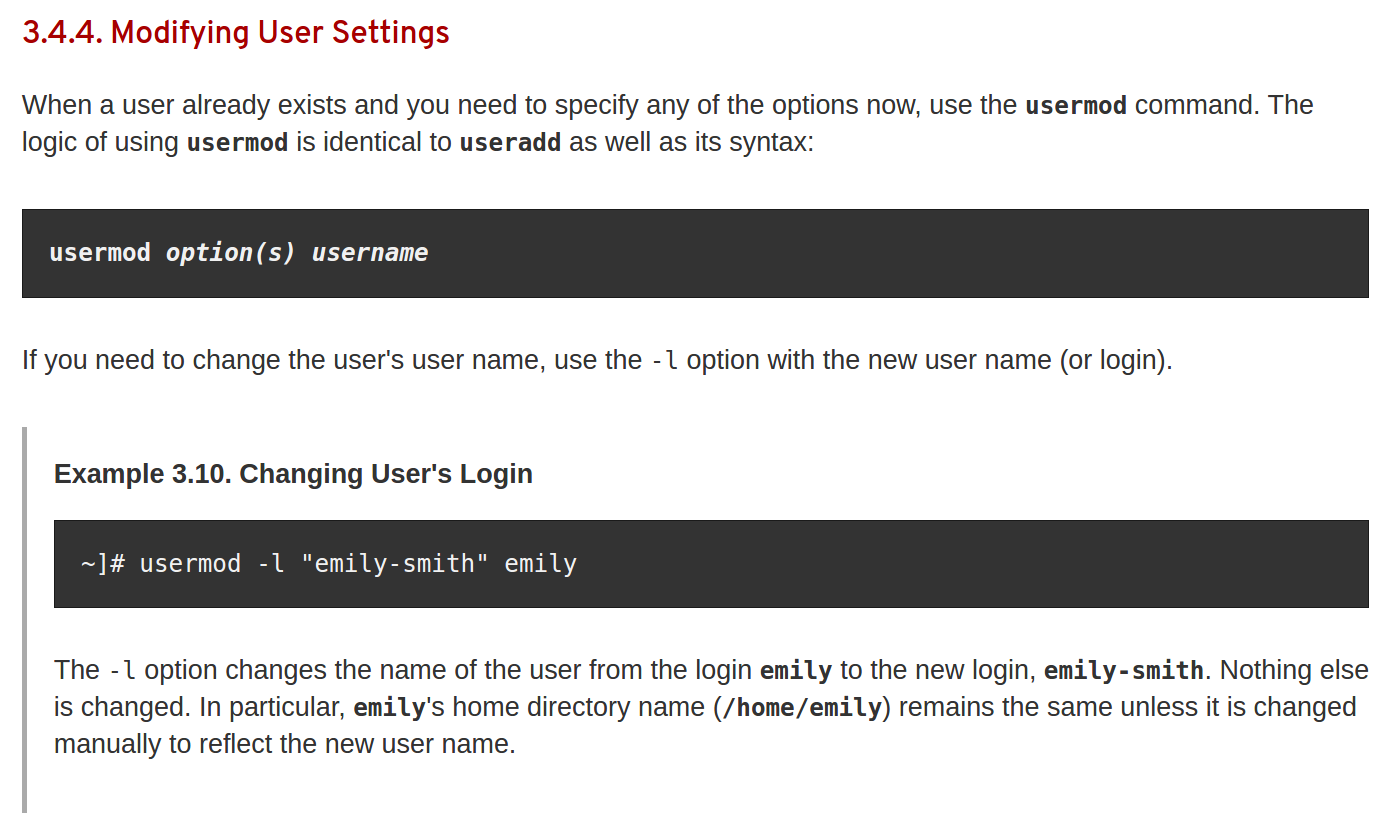 3.4.4. Modifying User Settings
When a user already exists and you need to specify any of the options now, use the usermod command. The
logic of using usermod is identical to useradd as well as its syntax:
usermod option(s) username
If you need to change the user's user name, use the -l option with the new user name (or login).
Example 3.10. Changing User's Login
~]# usermod -l "emily-smith" emily
The -l option changes the name of the user from the login emily to the new login, emily-smith. Nothing else
is changed. In particular, emily's home directory name (/home/emily) remains the same unless it is changed
manually to reflect the new user name.